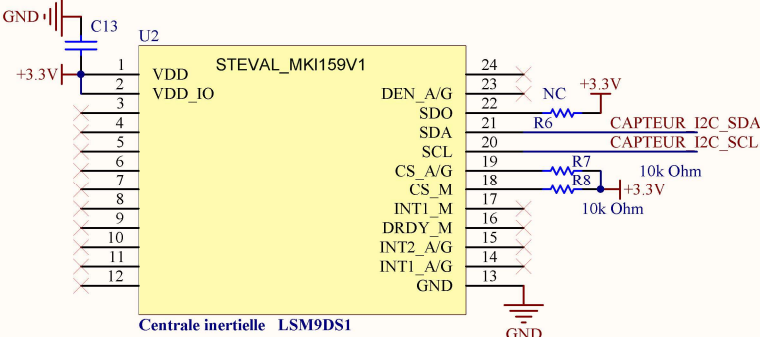 GND
C13
U2
+3.3V
STEVAL_MKI159V1
1 VDD
2 VDD_IO
3
4
5
6
7
8
9
10
11
12
24
DEN_A/G 23
SDO 22 NC R6 +3.3V
SDA 21 CAPTEUR_I2C_SDA
SCL 20 CAPTEUR_I2C_SCL
CS_A/G 19 R7 10k Ohm
CS_M 18 R8 +3.3V
10k Ohm
INT1_M 17
DRDY_M 16
INT2_A/G 15
INT1_A/G 14
GND 13
GND
Centrale inertielle LSM9DS1